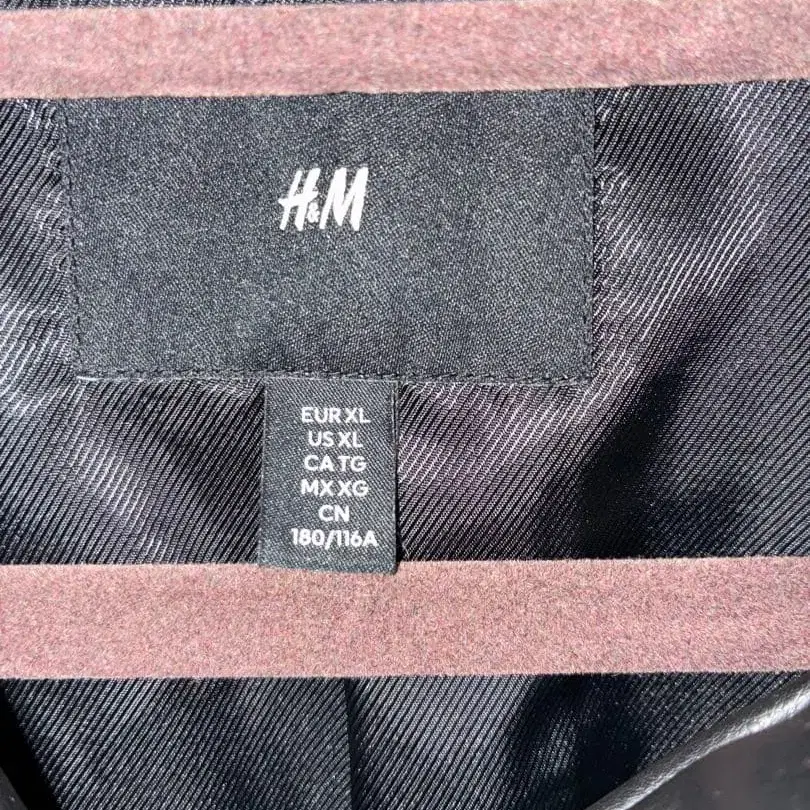 H&M
EUR XL
US XL
CA TG
MX XG
CN
180/116A